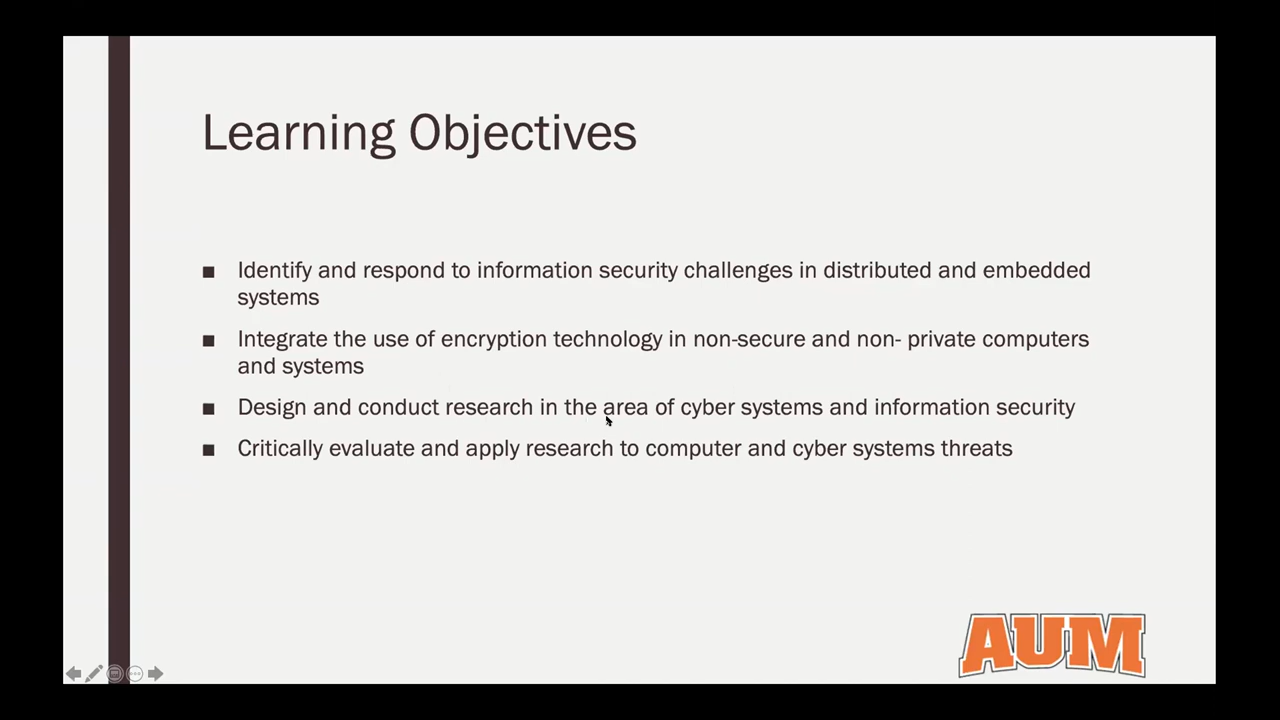 Learning Objectives
■ Identify and respond to information security challenges in distributed and embedded
systems
■ Integrate the use of encryption technology in non-secure and non- private computers
and systems
■ Design and conduct research in the area of cyber systems and information security
■ Critically evaluate and apply research to computer and cyber systems threats
AUM